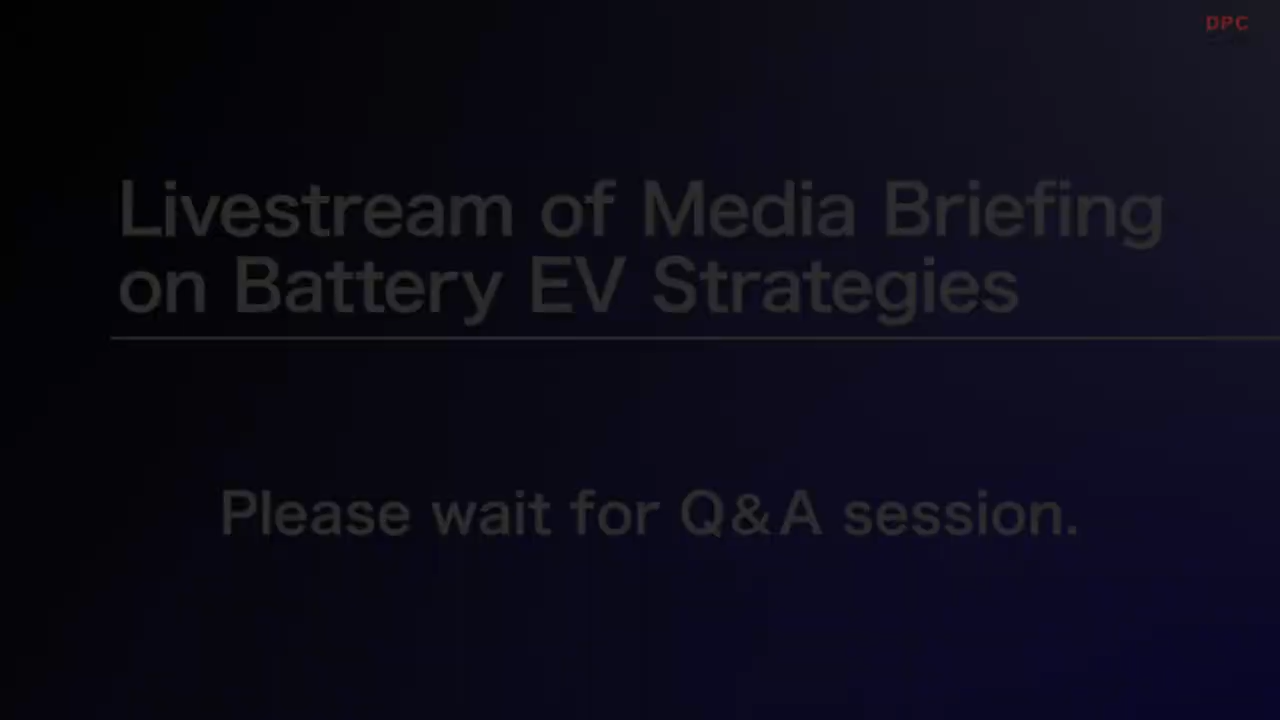 DPC
Livestream of Media Briefing
on Battery EV Strategies
Please wait for Q&A session.